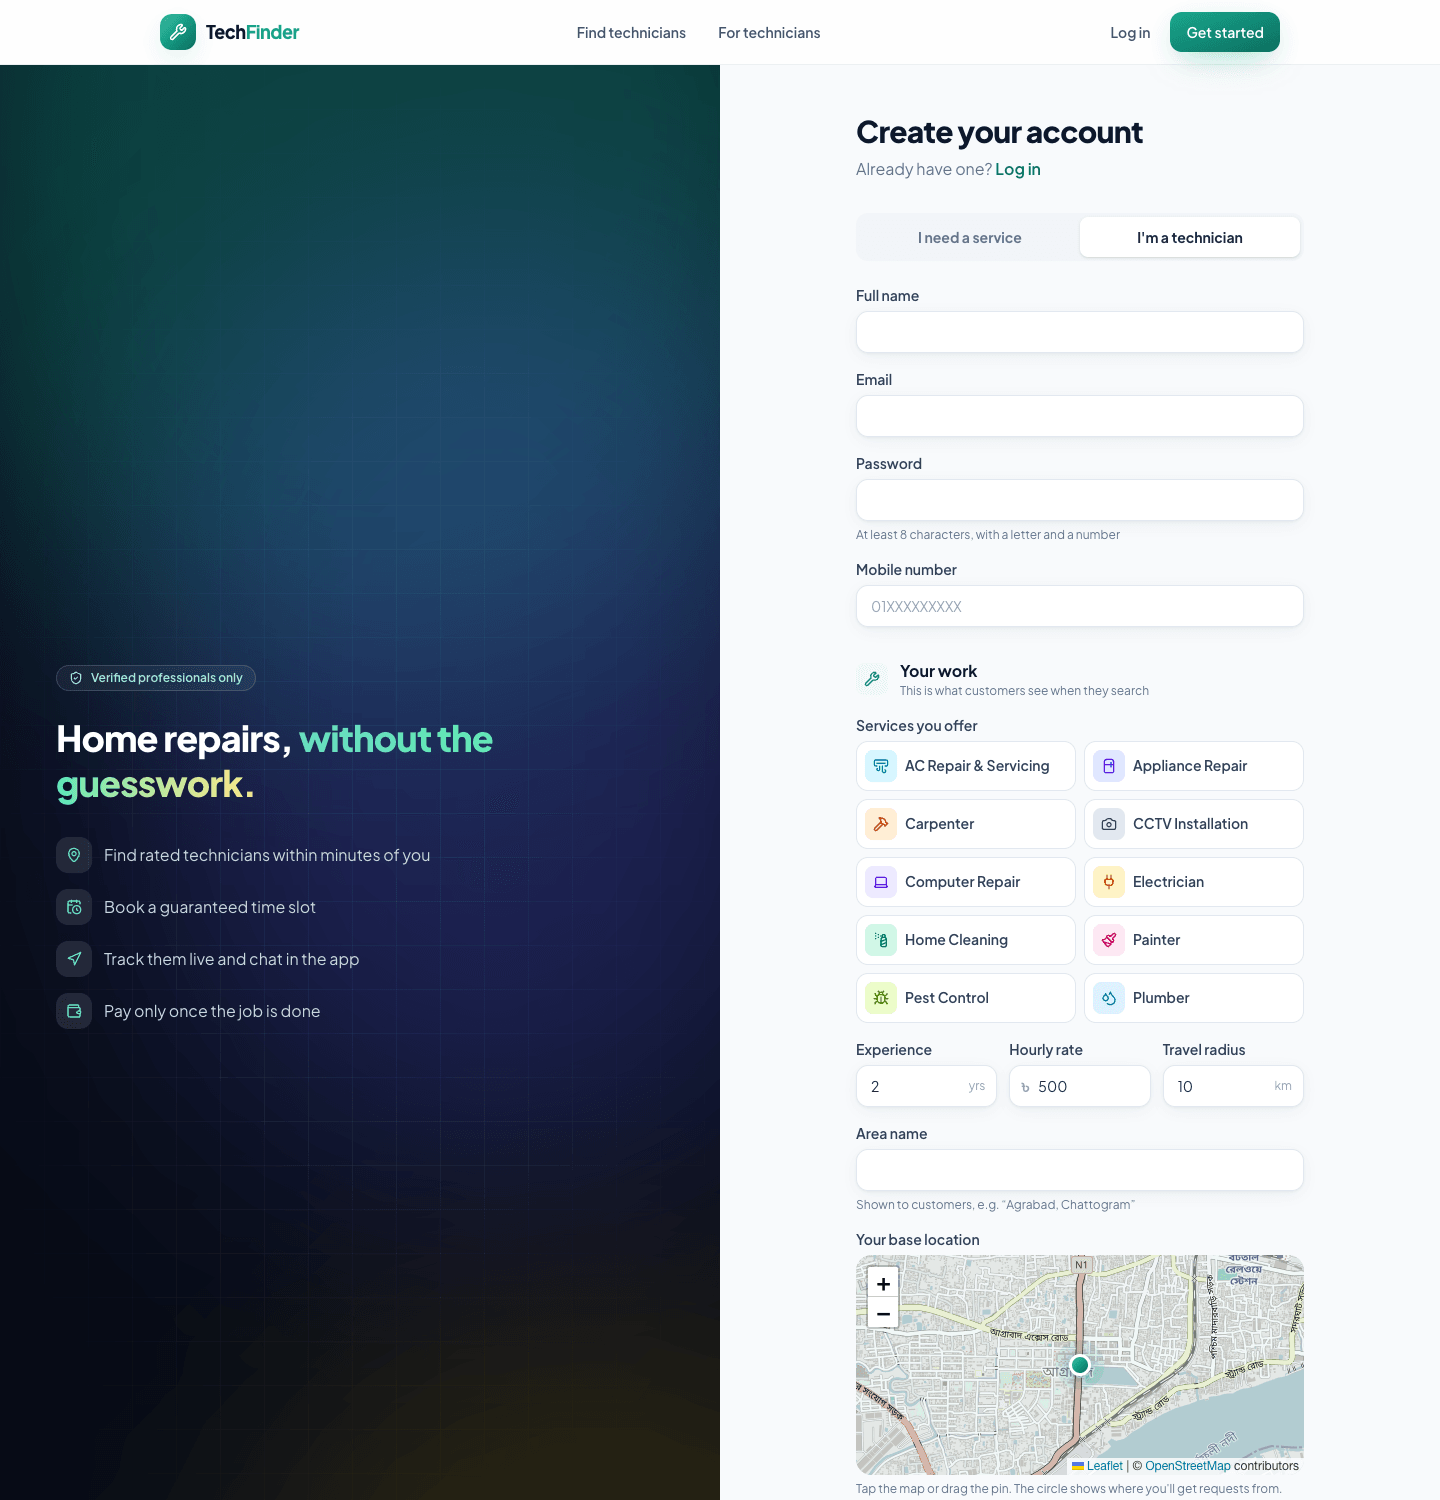 TechFinder
Find technicians
For technicians
Log in
Get started
Verified professionals only
Home repairs, without the
guesswork.
Find rated technicians within minutes of you
Book a guaranteed time slot
Track them live and chat in the app
Pay only once the job is done
Create your account
Already have one? Log in
I need a service
I'm a technician
Full name
Email
Password
At least 8 characters, with a letter and a number
Mobile number
01XXXXXXXXX
Your work
This is what customers see when they search
Services you offer
AC Repair & Servicing
Appliance Repair
Carpenter
CCTV Installation
Computer Repair
Electrician
Home Cleaning
Painter
Pest Control
Plumber
Experience
Hourly rate
Travel radius
2 yrs
৳ 500
10 km
Area name
Shown to customers, e.g. “Agrabad, Chattogram”
Your base location
+
−
N1
রেলওয়ে
স্টেশন
আগ্রাবাদ এক্সেস রোড
পশ্চিম মাদারবাড়ি সড়ক
স্ট্র্যান্ড রোড
স্ট্র্যান্ড রোড
Leaflet | © OpenStreetMap contributors
Tap the map or drag the pin. The circle shows where you'll get requests from.